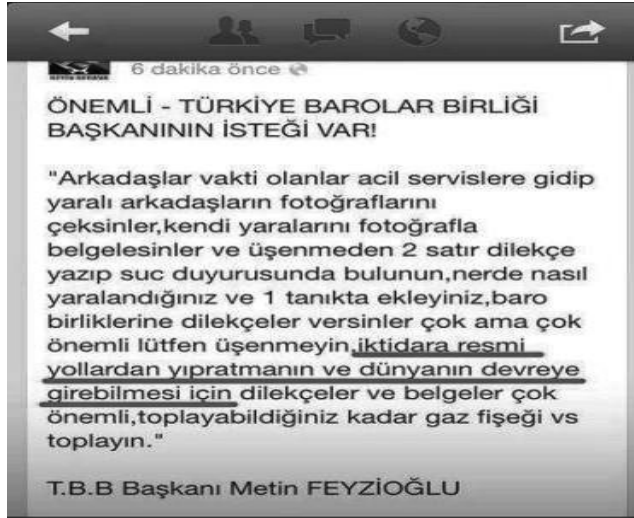 6 dakika önce
ÖNEMLİ - TÜRKİYE BAROLAR BİRLİĞİ
BAŞKANININ İSTEĞİ VAR!
"Arkadaşlar vakti olanlar acil servislere gidip
yaralı arkadaşların fotoğraflarını
çeksinler,kendi yaralarını fotoğrafla
belgelesinler ve üşenmeden 2 satır dilekçe
yazıp suc duyurusunda bulunun,nerde nasıl
yaralandığınız ve 1 tanıkta ekleyiniz,baro
birliklerine dilekçeler versinler çok ama çok
önemli lütfen üşenmeyin,iktidara resmi
yollardan yıpratmanın ve dünyanın devreye
girebilmesi için dilekçeler ve belgeler çok
önemli,toplayabildiğiniz kadar gaz fişeği vs
toplayın."
T.B.B Başkanı Metin FEYZİOĞLU